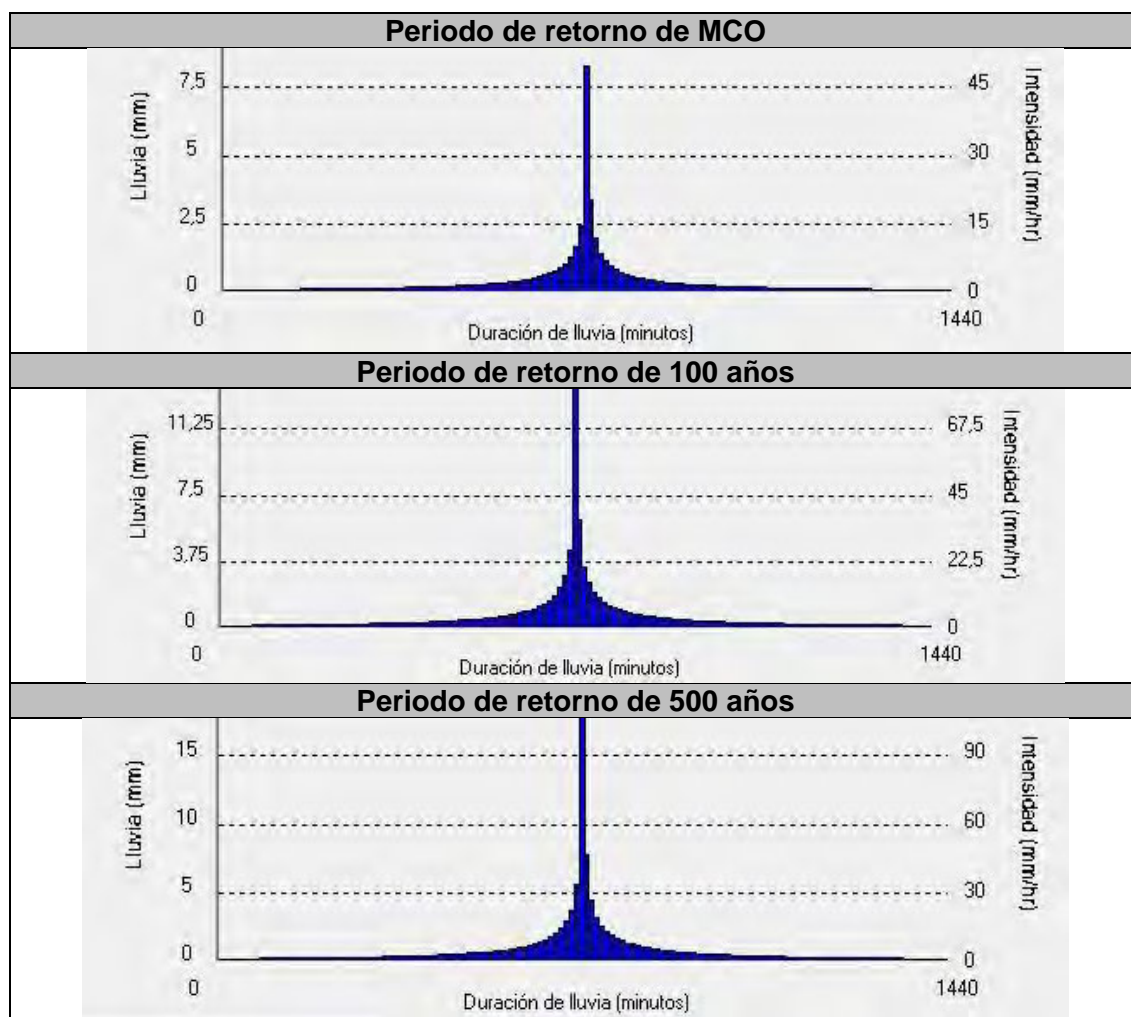 Periodo de retorno de MCO
7,5
45
5
30
2,5
15
0
0
Lluvia (mm)
Intensidad (mm/hr)
0
1440
Duración de lluvia (minutos)
Periodo de retorno de 100 años
11,25
67,5
7,5
45
3,75
22,5
0
0
Lluvia (mm)
Intensidad (mm/hr)
0
1440
Duración de lluvia (minutos)
Periodo de retorno de 500 años
15
90
10
60
5
30
0
0
Lluvia (mm)
Intensidad (mm/hr)
0
1440
Duración de lluvia (minutos)